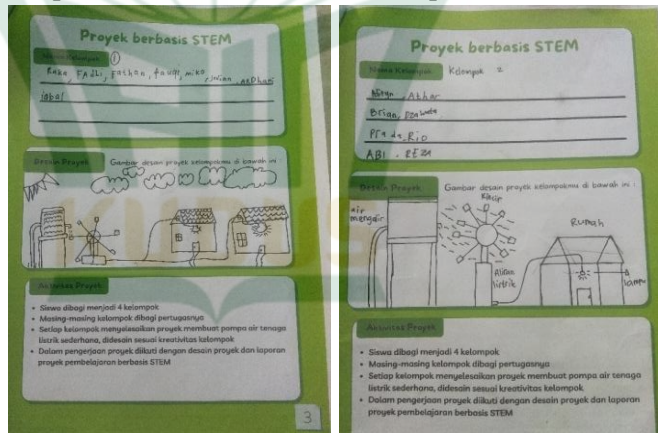 Proyek berbasis STEM
Nama Kelompok 1
Raka, FAdLi, Fathon, fauzi, miko, Jinian, ARDhasi
iqbal
Desain Proyek Gambar desain proyek kelompokmu di bawah ini :
Aktivitas Proyek
• Siswa dibagi menjadi 4 kelompok
• Masing-masing kelompok dibagi pertugasnya
• Setiap kelompok menyelesaikan proyek membuat pompa air tenaga
listrik sederhana, didesain sesuai kreativitas kelompok
• Dalam pengerjaan proyek diikuti dengan desain proyek dan laporan
proyek pembelajaran berbasis STEM
3
Proyek berbasis STEM
Nama Kelompok Kelompok 2
Akhar
Brian,
Rio
ABI . REZA
Desain Proyek Gambar desain proyek kelompokmu di bawah ini :
air
mengair
Kincir
Rumah
Aliran
listrik
lampu
Aktivitas Proyek
• Siswa dibagi menjadi 4 kelompok
• Masing-masing kelompok dibagi pertugasnya
• Setiap kelompok menyelesaikan proyek membuat pompa air tenaga
listrik sederhana, didesain sesuai kreativitas kelompok
• Dalam pengerjaan proyek diikuti dengan desain proyek dan laporan
proyek pembelajaran berbasis STEM